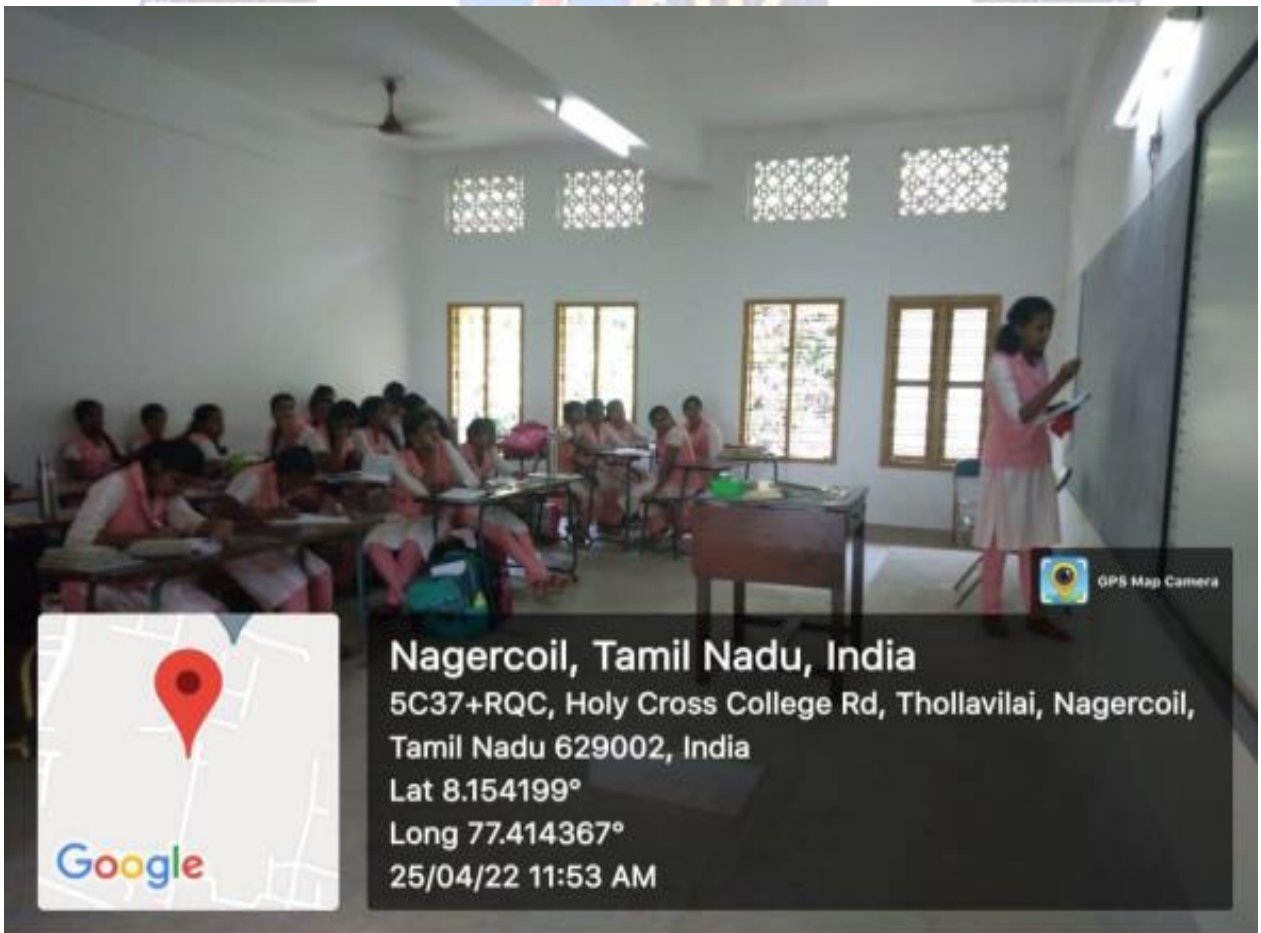 GPS Map Camera
Nagercoil, Tamil Nadu, India
5C37+RQC, Holy Cross College Rd, Thollavilai, Nagercoil,
Tamil Nadu 629002, India
Lat 8.154199°
Long 77.414367°
25/04/22 11:53 AM
Google